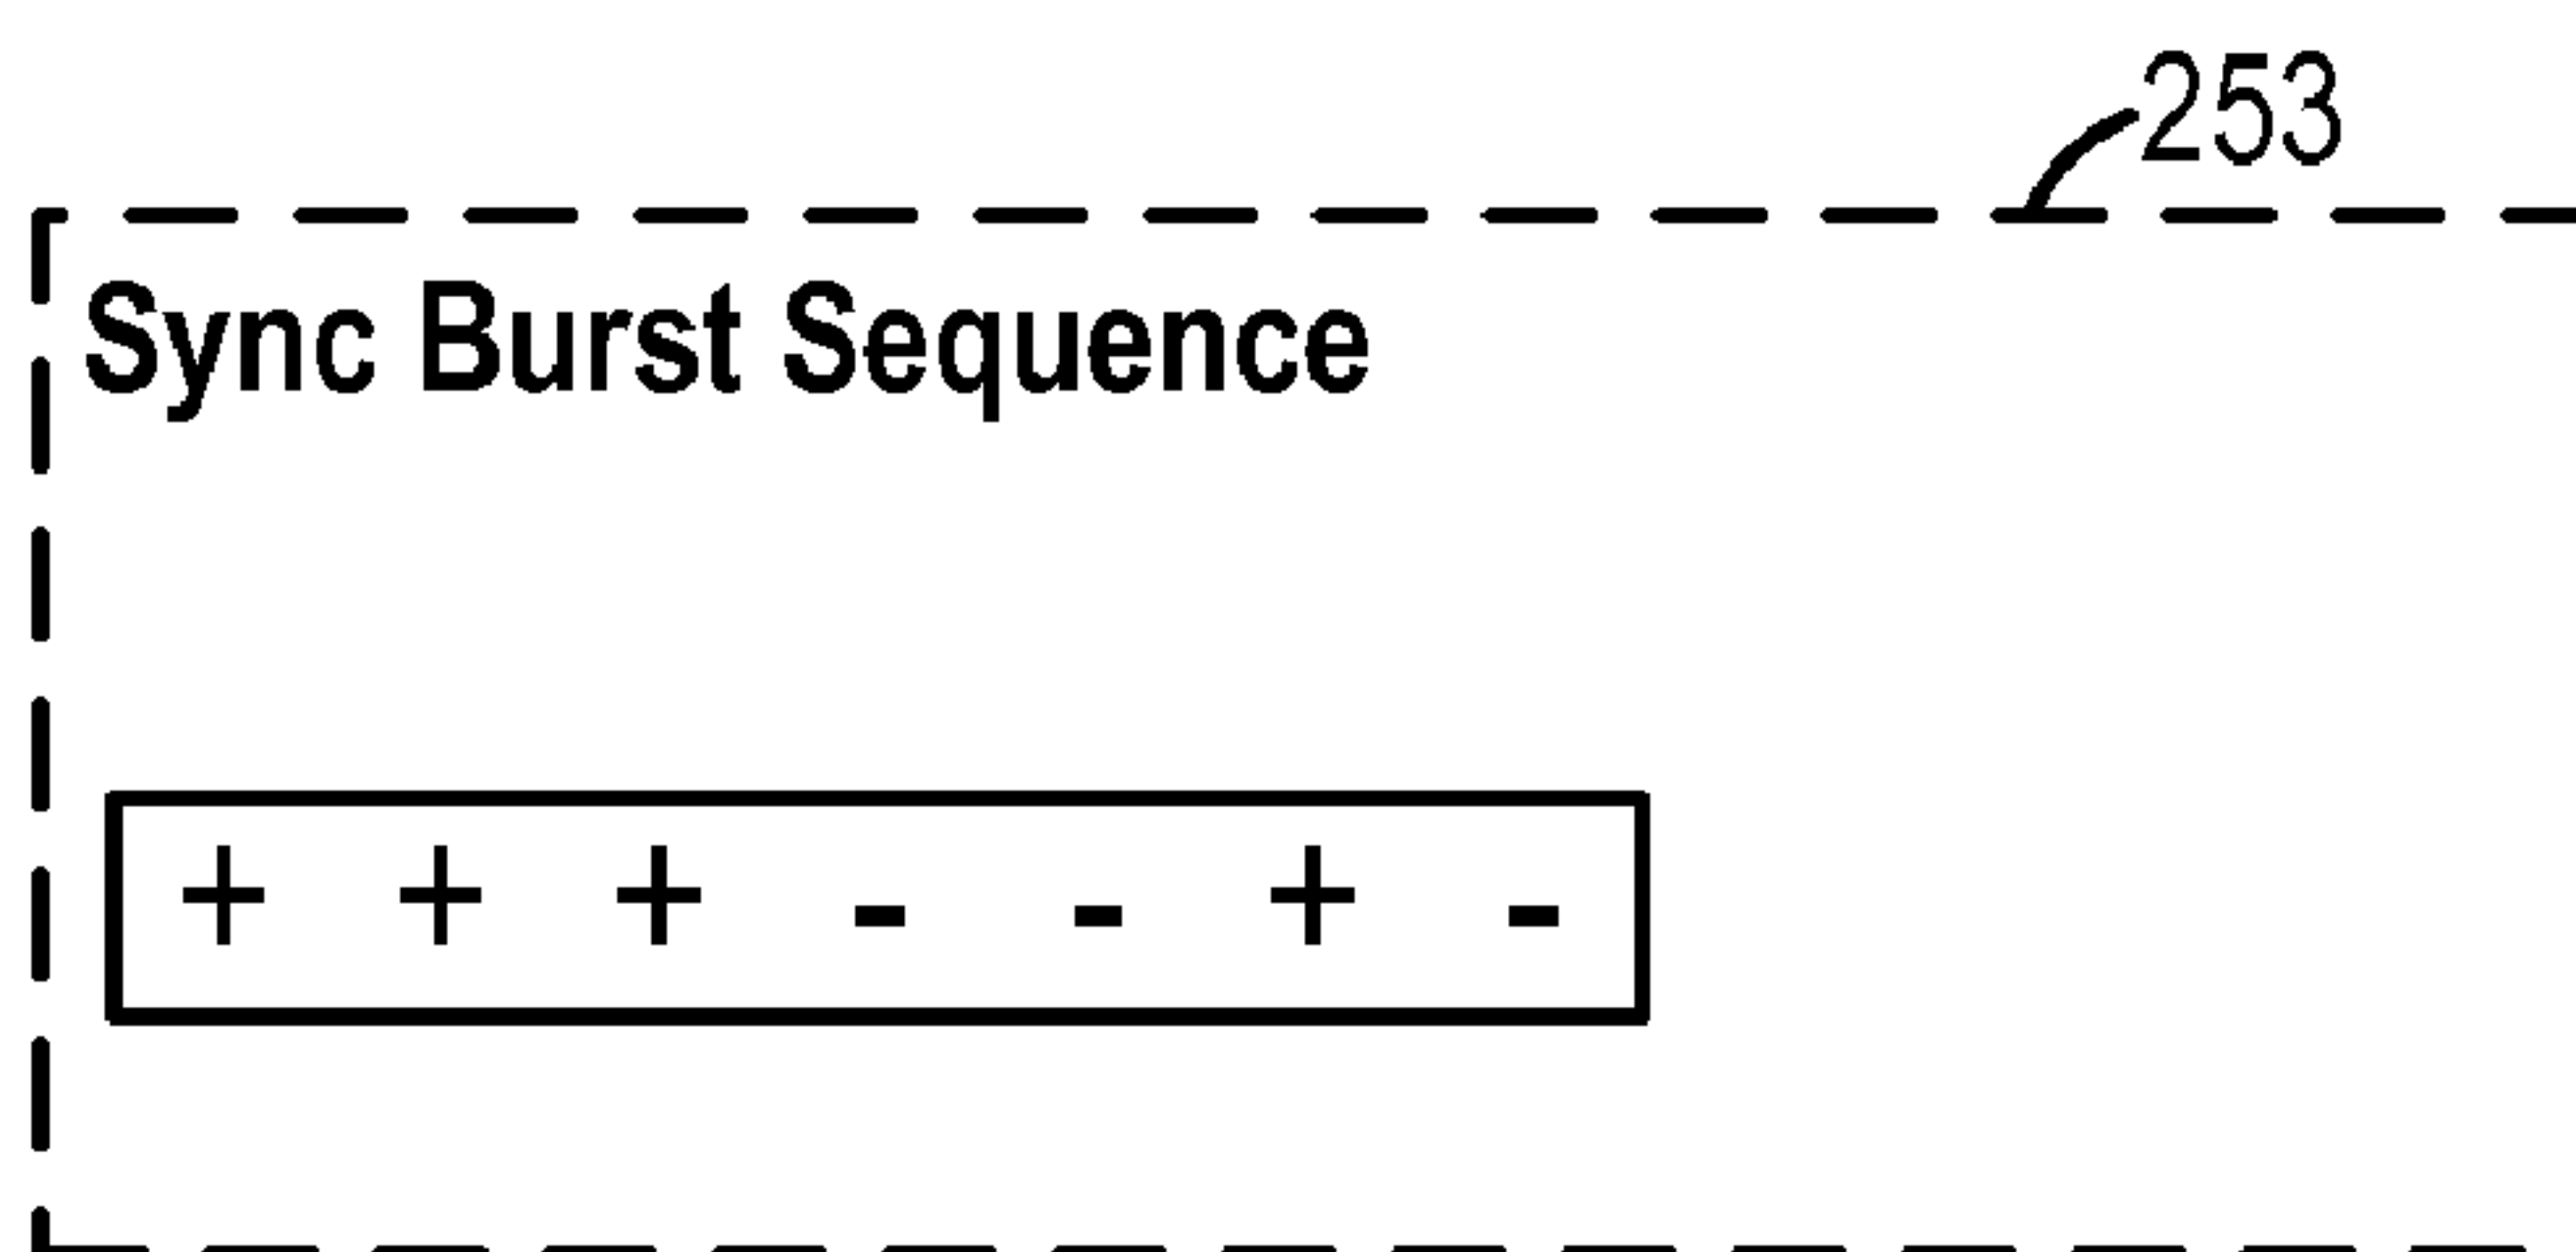 253
Sync Burst Sequence
+ + + - - + -